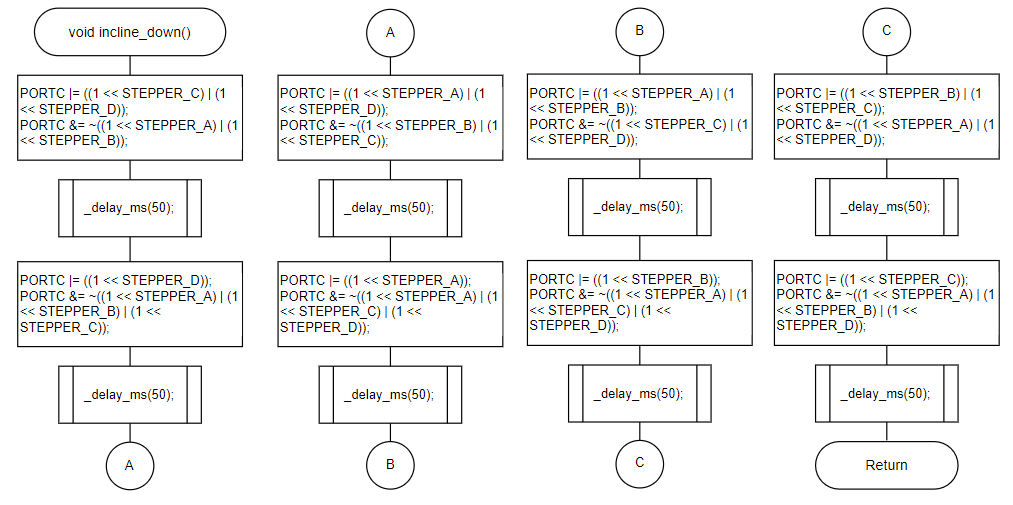 void incline_down()
PORTC |= ((1 << STEPPER_C) | (1
<< STEPPER_D));
PORTC &= ~((1 << STEPPER_A) | (1
<< STEPPER_B));
_delay_ms(50);
PORTC |= ((1 << STEPPER_D));
PORTC &= ~((1 << STEPPER_A) | (1
<< STEPPER_B) | (1 <<
STEPPER_C));
_delay_ms(50);
A
A
PORTC |= ((1 << STEPPER_A) | (1
<< STEPPER_D));
PORTC &= ~((1 << STEPPER_B) | (1
<< STEPPER_C));
_delay_ms(50);
PORTC |= ((1 << STEPPER_A));
PORTC &= ~((1 << STEPPER_A) | (1
<< STEPPER_C) | (1 <<
STEPPER_D));
_delay_ms(50);
B
B
PORTC |= ((1 << STEPPER_A) | (1
<< STEPPER_B));
PORTC &= ~((1 << STEPPER_C) | (1
<< STEPPER_D));
_delay_ms(50);
PORTC |= ((1 << STEPPER_B));
PORTC &= ~((1 << STEPPER_A) | (1
<< STEPPER_C) | (1 <<
STEPPER_D));
_delay_ms(50);
C
C
PORTC |= ((1 << STEPPER_B) | (1
<< STEPPER_C));
PORTC &= ~((1 << STEPPER_A) | (1
<< STEPPER_D));
_delay_ms(50);
PORTC |= ((1 << STEPPER_C));
PORTC &= ~((1 << STEPPER_A) | (1
<< STEPPER_B) | (1 <<
STEPPER_D));
_delay_ms(50);
Return